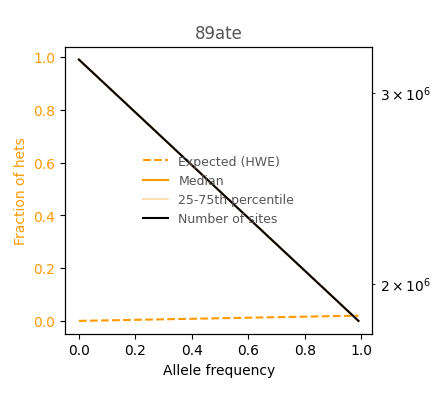 89ate
Fraction of hets
1.0
0.8
0.6
0.4
0.2
0.0
3 × 10⁶
2 × 10⁶
Expected (HWE)
Median
25-75th percentile
Number of sites
0.0 0.2 0.4 0.6 0.8 1.0
Allele frequency